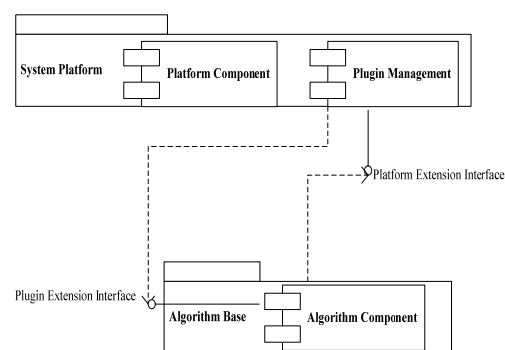 System Platform
Platform Component
Plugin Management
Platform Extension Interface
Plugin Extension Interface
Algorithm Base
Algorithm Component